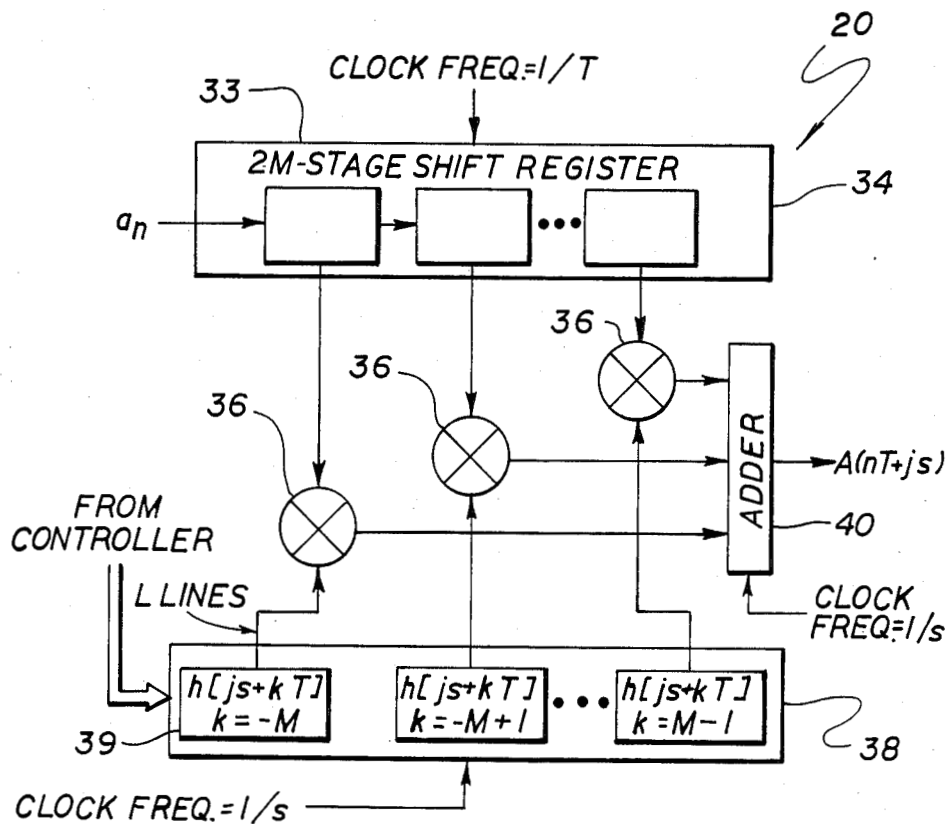 20
CLOCK FREQ.=1/T
33
2M-STAGE SHIFT REGISTER
34
an
36
36
36
ADDER
A(nT+js)
40
FROM
CONTROLLER
L LINES
CLOCK
FREQ.=1/s
h[js+kT]
k=-M
h[js+kT]
k=-M+1
h[js+kT]
k=M-1
39
38
CLOCK FREQ.=1/s